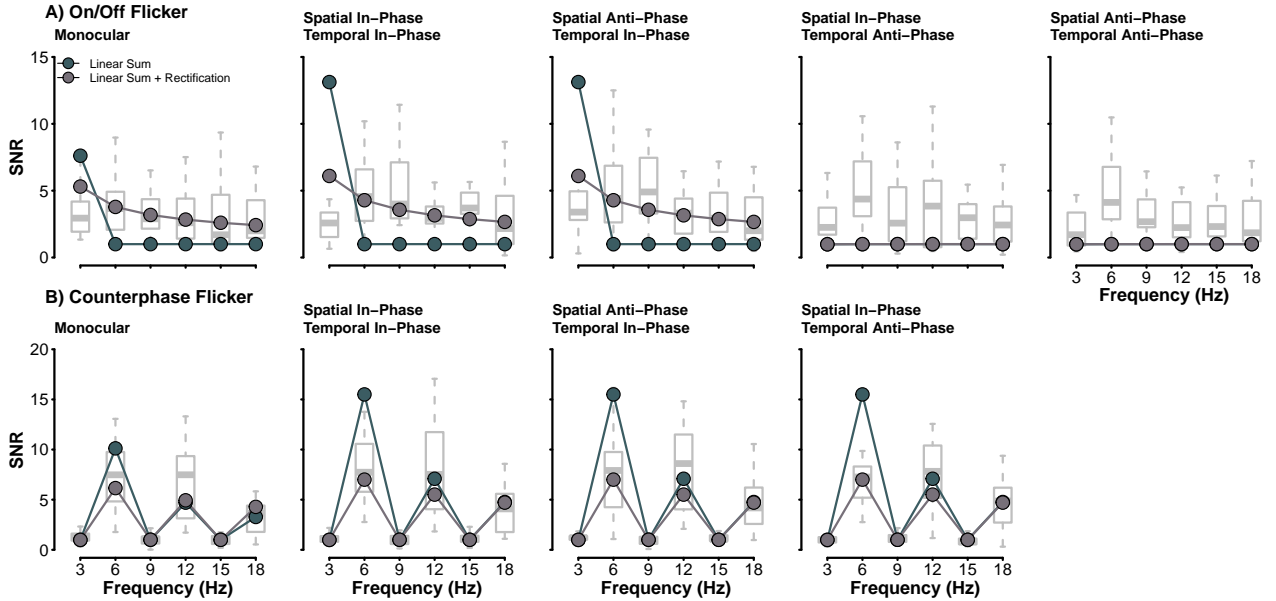 A) On/Off Flicker
Monocular
Spatial In−Phase
Temporal In−Phase
Spatial Anti−Phase
Temporal In−Phase
Spatial In−Phase
Temporal Anti−Phase
Spatial Anti−Phase
Temporal Anti−Phase
Linear Sum
Linear Sum + Rectification
15
10
5
0
SNR
3 6 9 12 15 18
Frequency (Hz)
B) Counterphase Flicker
Monocular
Spatial In−Phase
Temporal In−Phase
Spatial Anti−Phase
Temporal In−Phase
Spatial In−Phase
Temporal Anti−Phase
20
15
10
5
0
SNR
3 6 9 12 15 18
3 6 9 12 15 18
3 6 9 12 15 18
3 6 9 12 15 18
Frequency (Hz)
Frequency (Hz)
Frequency (Hz)
Frequency (Hz)